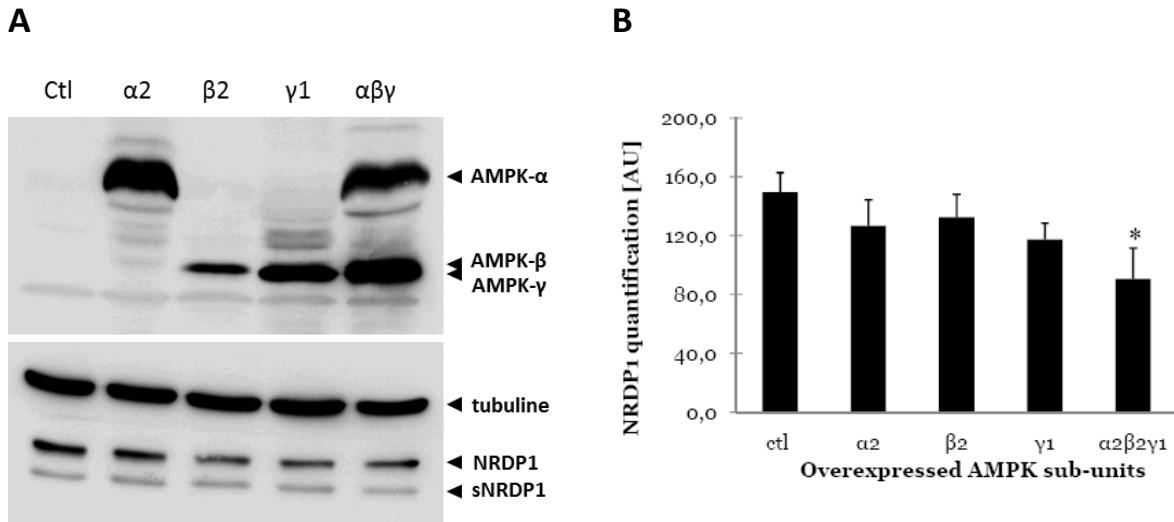 A
Ctl α2 β2 γ1 αβγ
AMPK-α
AMPK-β
AMPK-γ
tubuline
NRDP1
sNRDP1
B
NRDP1 quantification [AU]
200,0
160,0
120,0
80,0
40,0
0,0
*
ctl α2 β2 γ1 α2β2γ1
Overexpressed AMPK sub-units